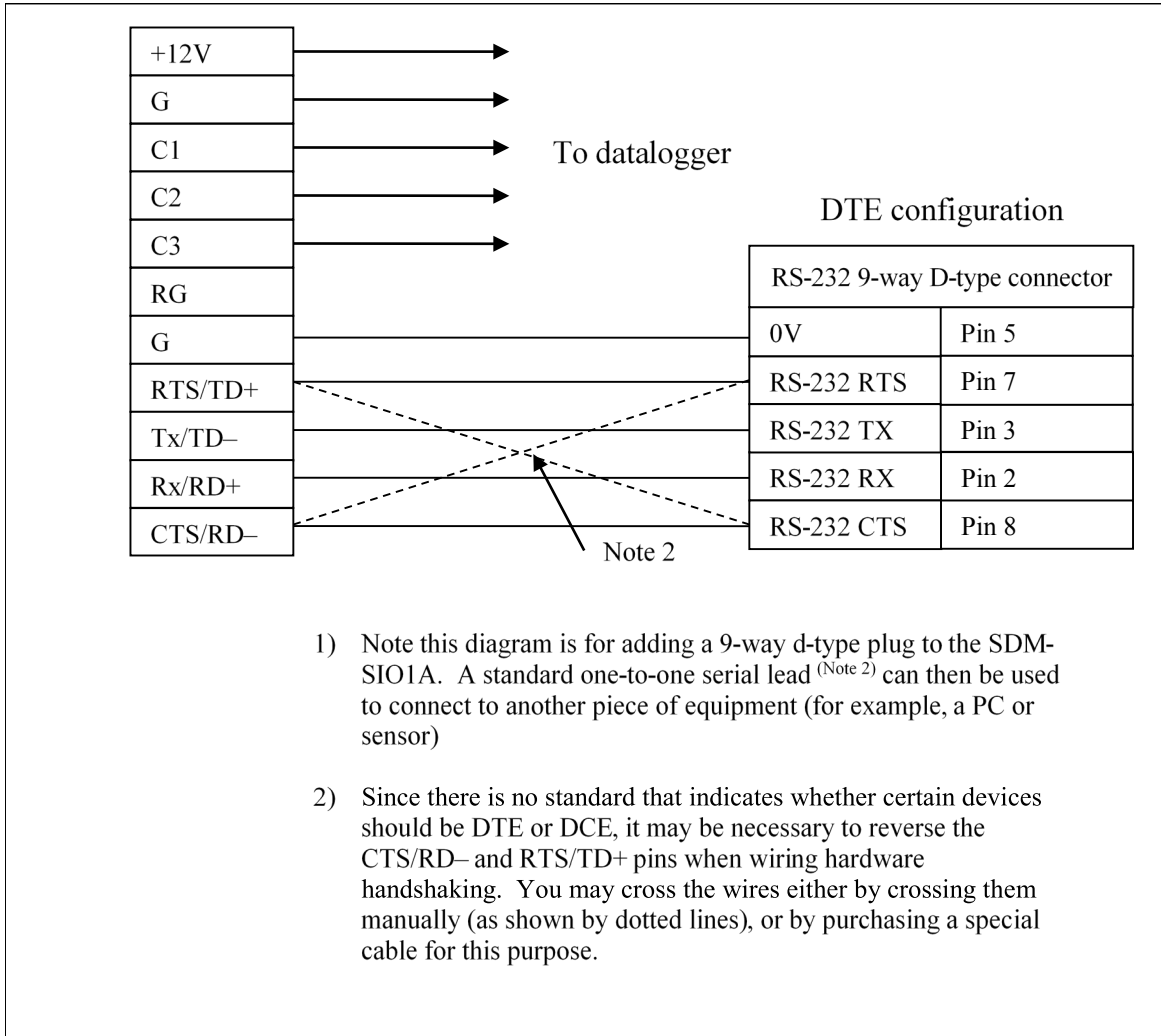 +12V
G
C1
C2
C3
RG
G
RTS/TD+
Tx/TD–
Rx/RD+
CTS/RD–
To datalogger
DTE configuration
RS-232 9-way D-type connector
0V Pin 5
RS-232 RTS Pin 7
RS-232 TX Pin 3
RS-232 RX Pin 2
RS-232 CTS Pin 8
Note 2
1) Note this diagram is for adding a 9-way d-type plug to the SDM-
SIO1A. A standard one-to-one serial lead (Note 2) can then be used
to connect to another piece of equipment (for example, a PC or
sensor)
2) Since there is no standard that indicates whether certain devices
should be DTE or DCE, it may be necessary to reverse the
CTS/RD– and RTS/TD+ pins when wiring hardware
handshaking. You may cross the wires either by crossing them
manually (as shown by dotted lines), or by purchasing a special
cable for this purpose.